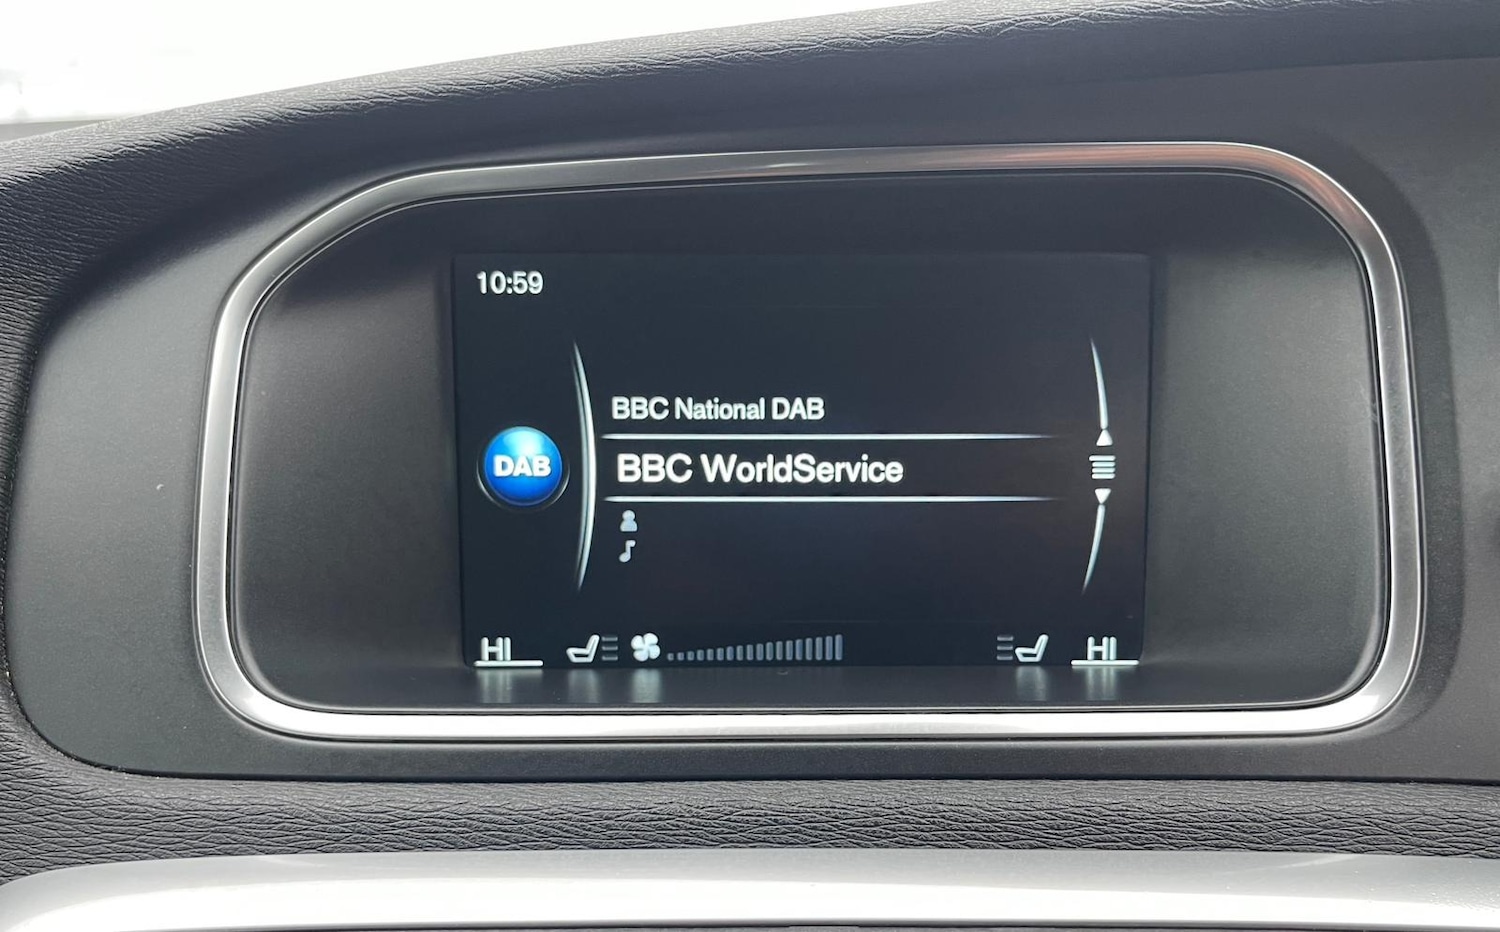 10:59
BBC National DAB
DAB
BBC WorldService
HI
HI